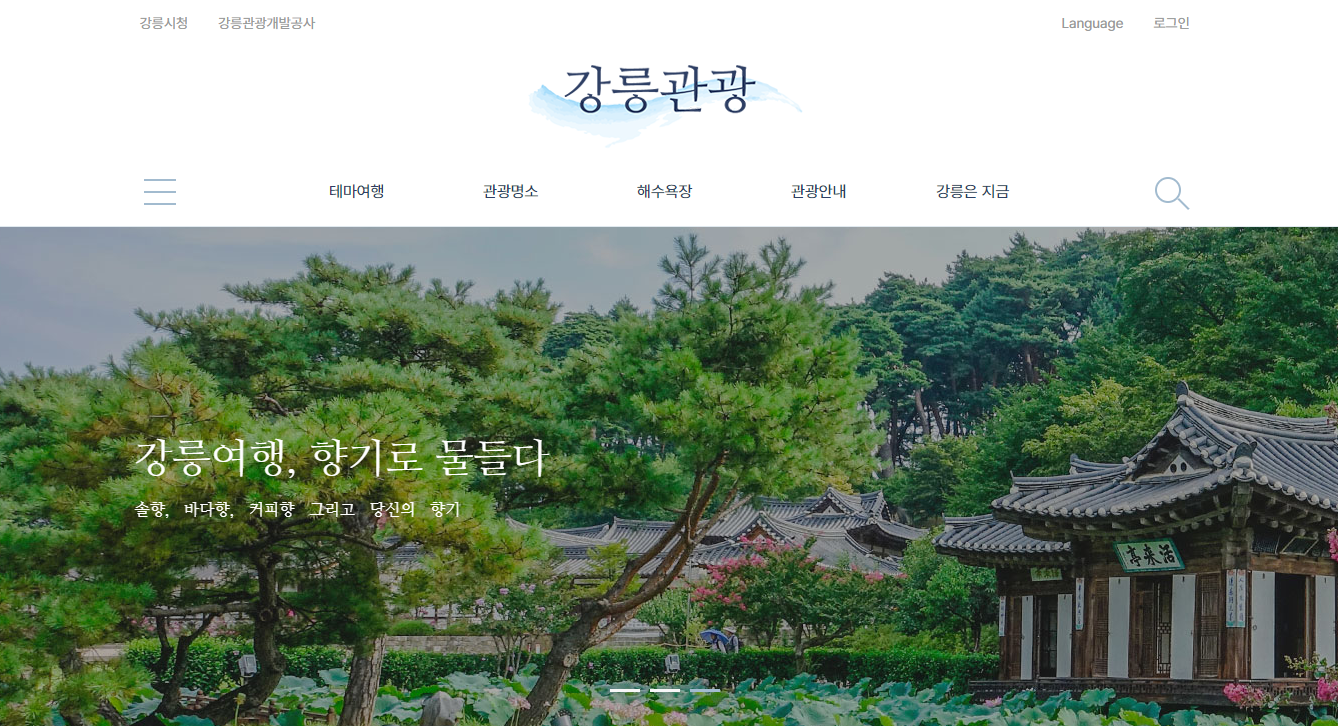 강릉시청 강릉관광개발공사 Language 로그인
강릉관광
테마여행 관광명소 해수욕장 관광안내 강릉은 지금
강릉여행, 향기로 물들다
솔향, 바다향, 커피향 그리고 당신의 향기
亭來活